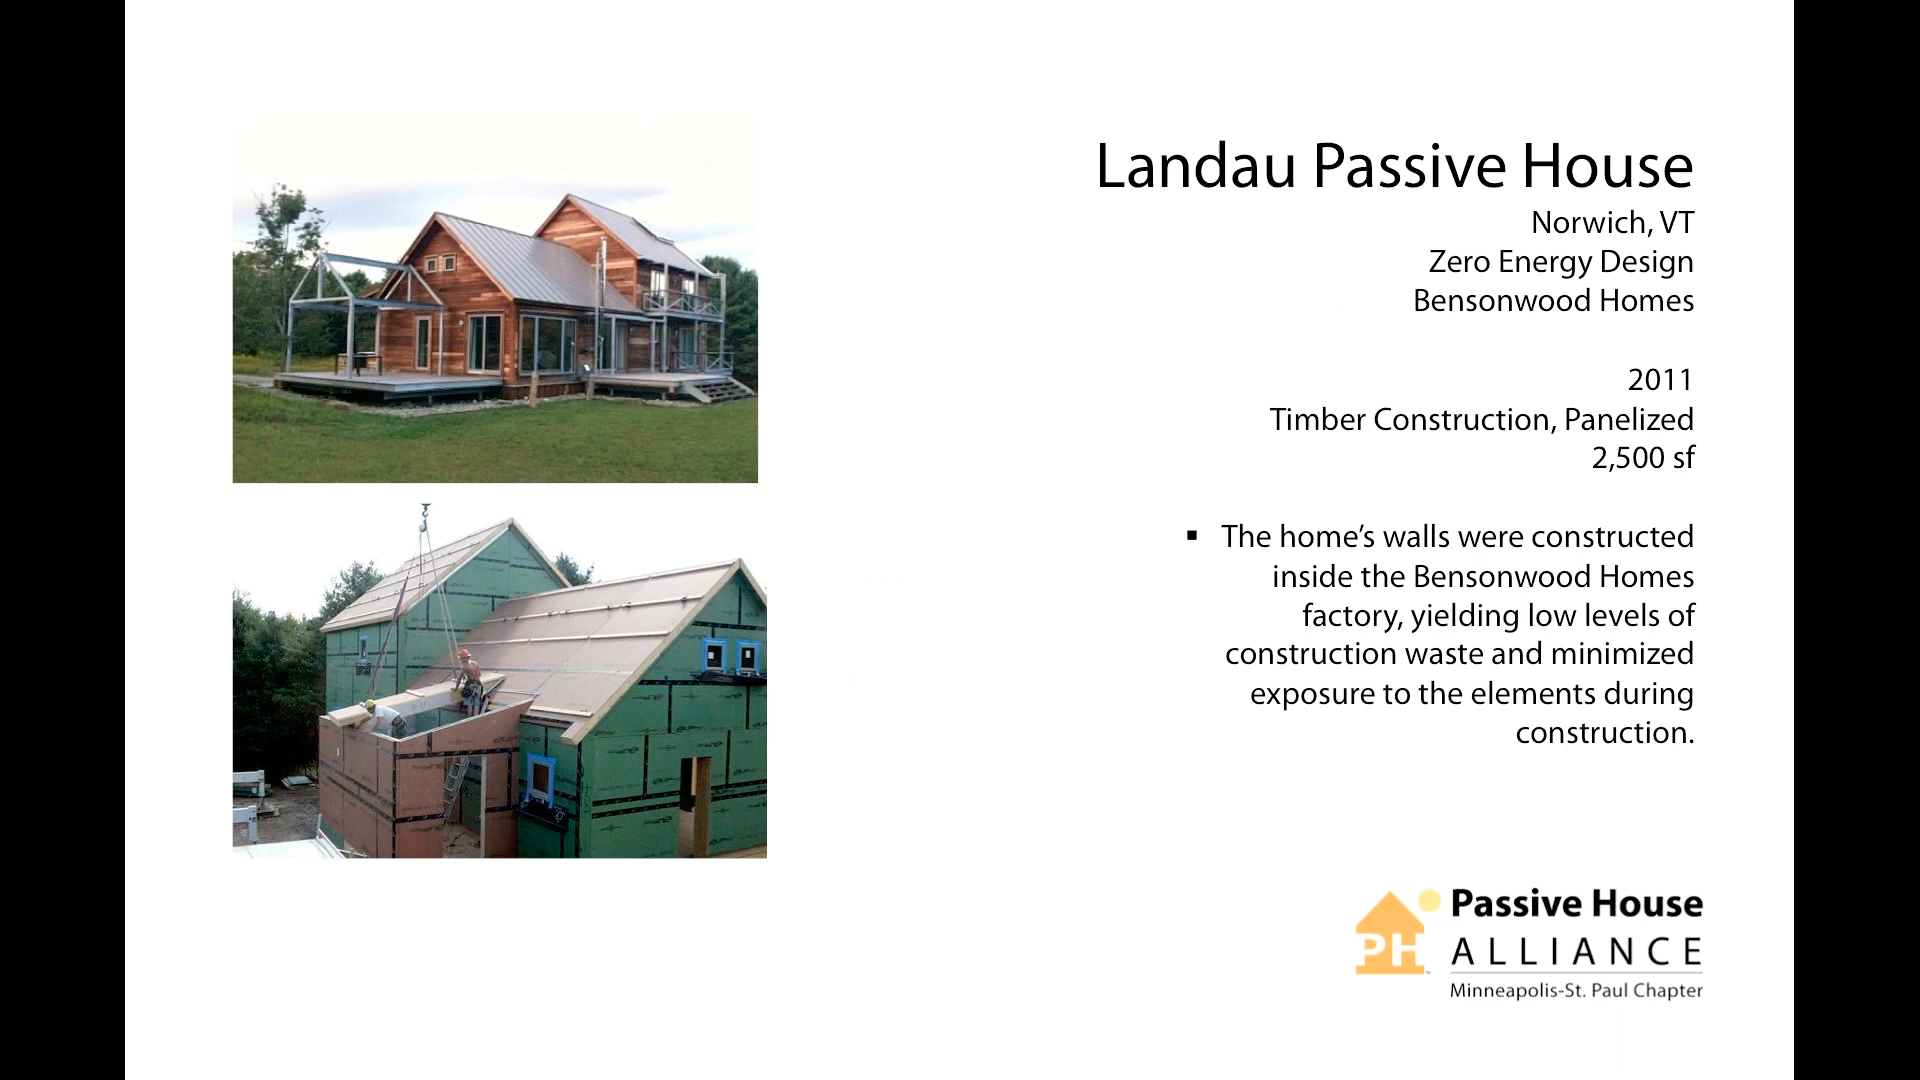 Landau Passive House
Norwich, VT
Zero Energy Design
Bensonwood Homes
2011
Timber Construction, Panelized
2,500 sf
▪ The home’s walls were constructed
inside the Bensonwood Homes
factory, yielding low levels of
construction waste and minimized
exposure to the elements during
construction.
PH
Passive House
ALLIANCE
Minneapolis-St. Paul Chapter